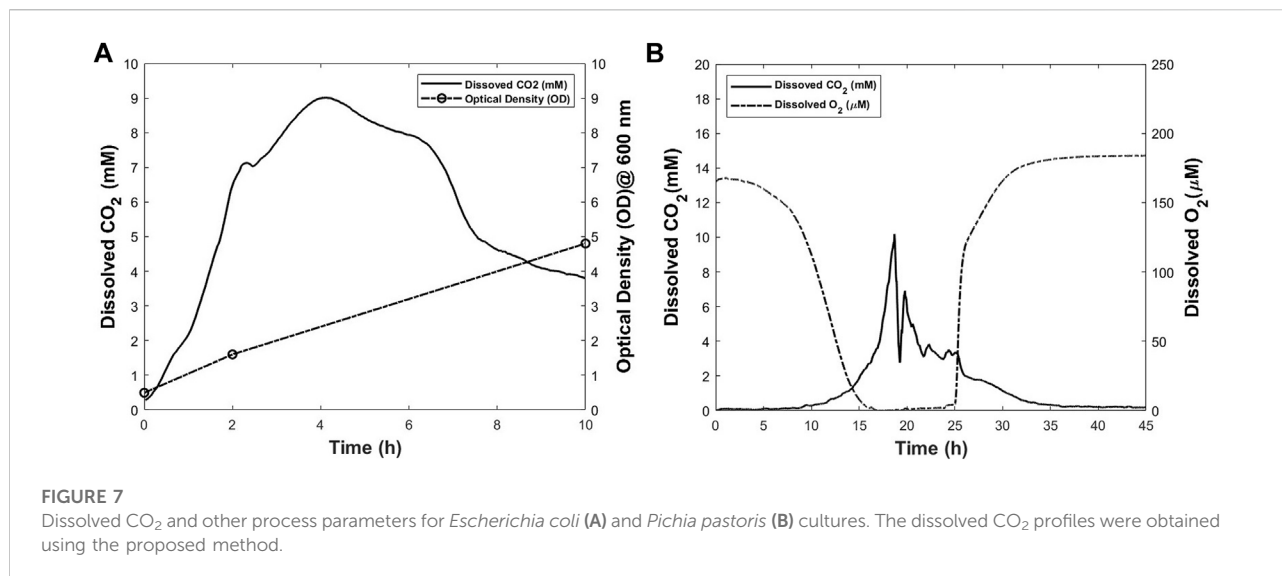 A
10
9
8
7
6
5
4
3
2
1
0
Dissolved CO2 (mM)
Dissoved CO2 (mM)
Optical Density (OD)
10
9
8
7
6
5
4
3
2
1
0
Optical Density (OD)@ 600 nm
0 2 4 6 8 10
Time (h)
B
20
18
16
14
12
10
8
6
4
2
0
Dissolved CO2(mM)
Dissolved CO2 (mM)
Dissolved O2 (μM)
250
200
150
100
50
0
Dissolved O2(μM)
0 5 10 15 20 25 30 35 40 45
Time (h)
FIGURE 7
Dissolved CO2 and other process parameters for Escherichia coli (A) and Pichia pastoris (B) cultures. The dissolved CO2 profiles were obtained
using the proposed method.